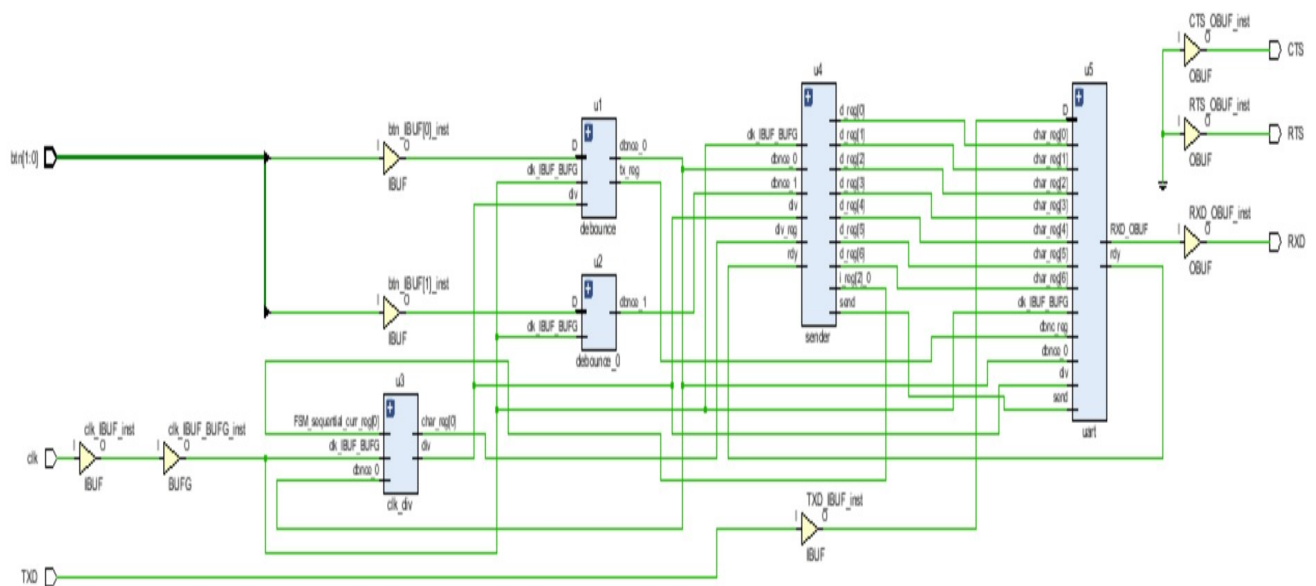 CTS_OBUF_inst
I
O
CTS
OBUF
RTS_OBUF_inst
I
O
RTS
OBUF
RXD_OBUF_inst
I
O
RXD
OBUF
btn[1:0]
btn_IBUF[0]_inst
I
O
IBUF
btn_IBUF[1]_inst
I
O
IBUF
u1
D
clk_IBUF_BUFG
div
dbnce_0
tx_reg
debounce
u2
D
clk_IBUF_BUFG
dbnce_1
debounce_0
u3
FSM_sequential_curr_reg[0]
clk_IBUF_BUFG
dbnce_0
char_reg[0]
div
clk_div
u4
clk_IBUF_BUFG
dbnce_0
dbnce_1
div
div_reg
rdy
d_reg[0]
d_reg[1]
d_reg[2]
d_reg[3]
d_reg[4]
d_reg[5]
d_reg[6]
i_reg[2]_0
send
sender
u5
D
char_reg[0]
char_reg[1]
char_reg[2]
char_reg[3]
char_reg[4]
char_reg[5]
char_reg[6]
clk_IBUF_BUFG
dbnc_reg
dbnce_0
div
send
RXD_OBUF
rdy
uart
clk
clk_IBUF_inst
I
O
IBUF
clk_IBUF_BUFG_inst
I
O
BUFG
TXD
TXD_IBUF_inst
I
O
IBUF